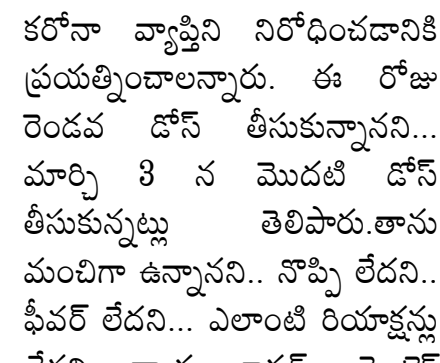 కరోనా వ్యాప్తిని నిరోధించడానికి
ప్రయత్నించాలన్నారు. ఈ రోజు
రెండవ డోస్ తీసుకున్నానని...
మార్చి 3 న మొదటి డోస్
తీసుకున్నట్లు తెలిపారు.తాను
మంచిగా ఉన్నానని.. నొప్పి లేదని..
ఫీవర్ లేదని... ఎలాంటి రియాక్షన్లు